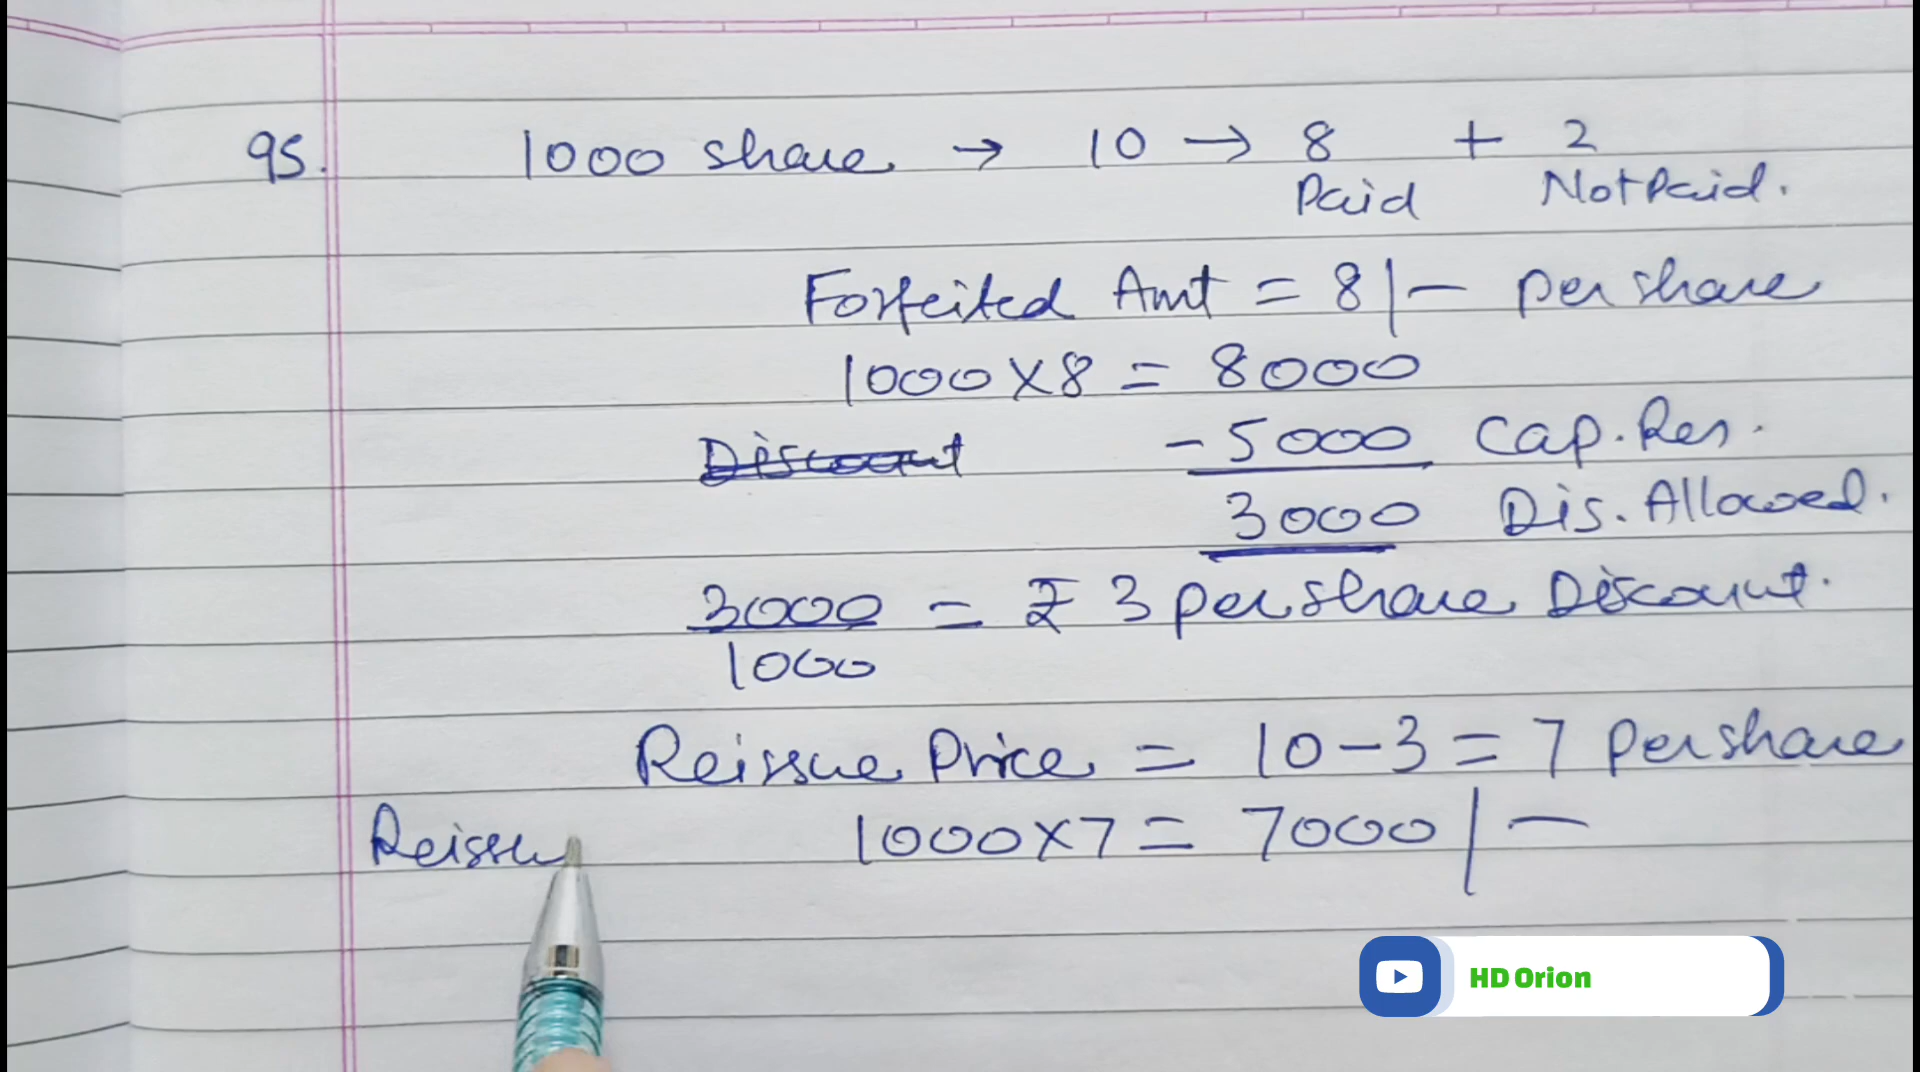 95. 1000 share → 10 → 8 + 2
Paid Not Paid.
Forfeited Amt = 8/- per share
1000 X 8 = 8000
Discount - 5000 Cap. Res.
3000 Dis. Allowed.
3000 = ₹ 3 per share Discount.
1000
Reissue Price = 10 - 3 = 7 per share
Reissu 1000 X 7 = 7000/-
HD Orion